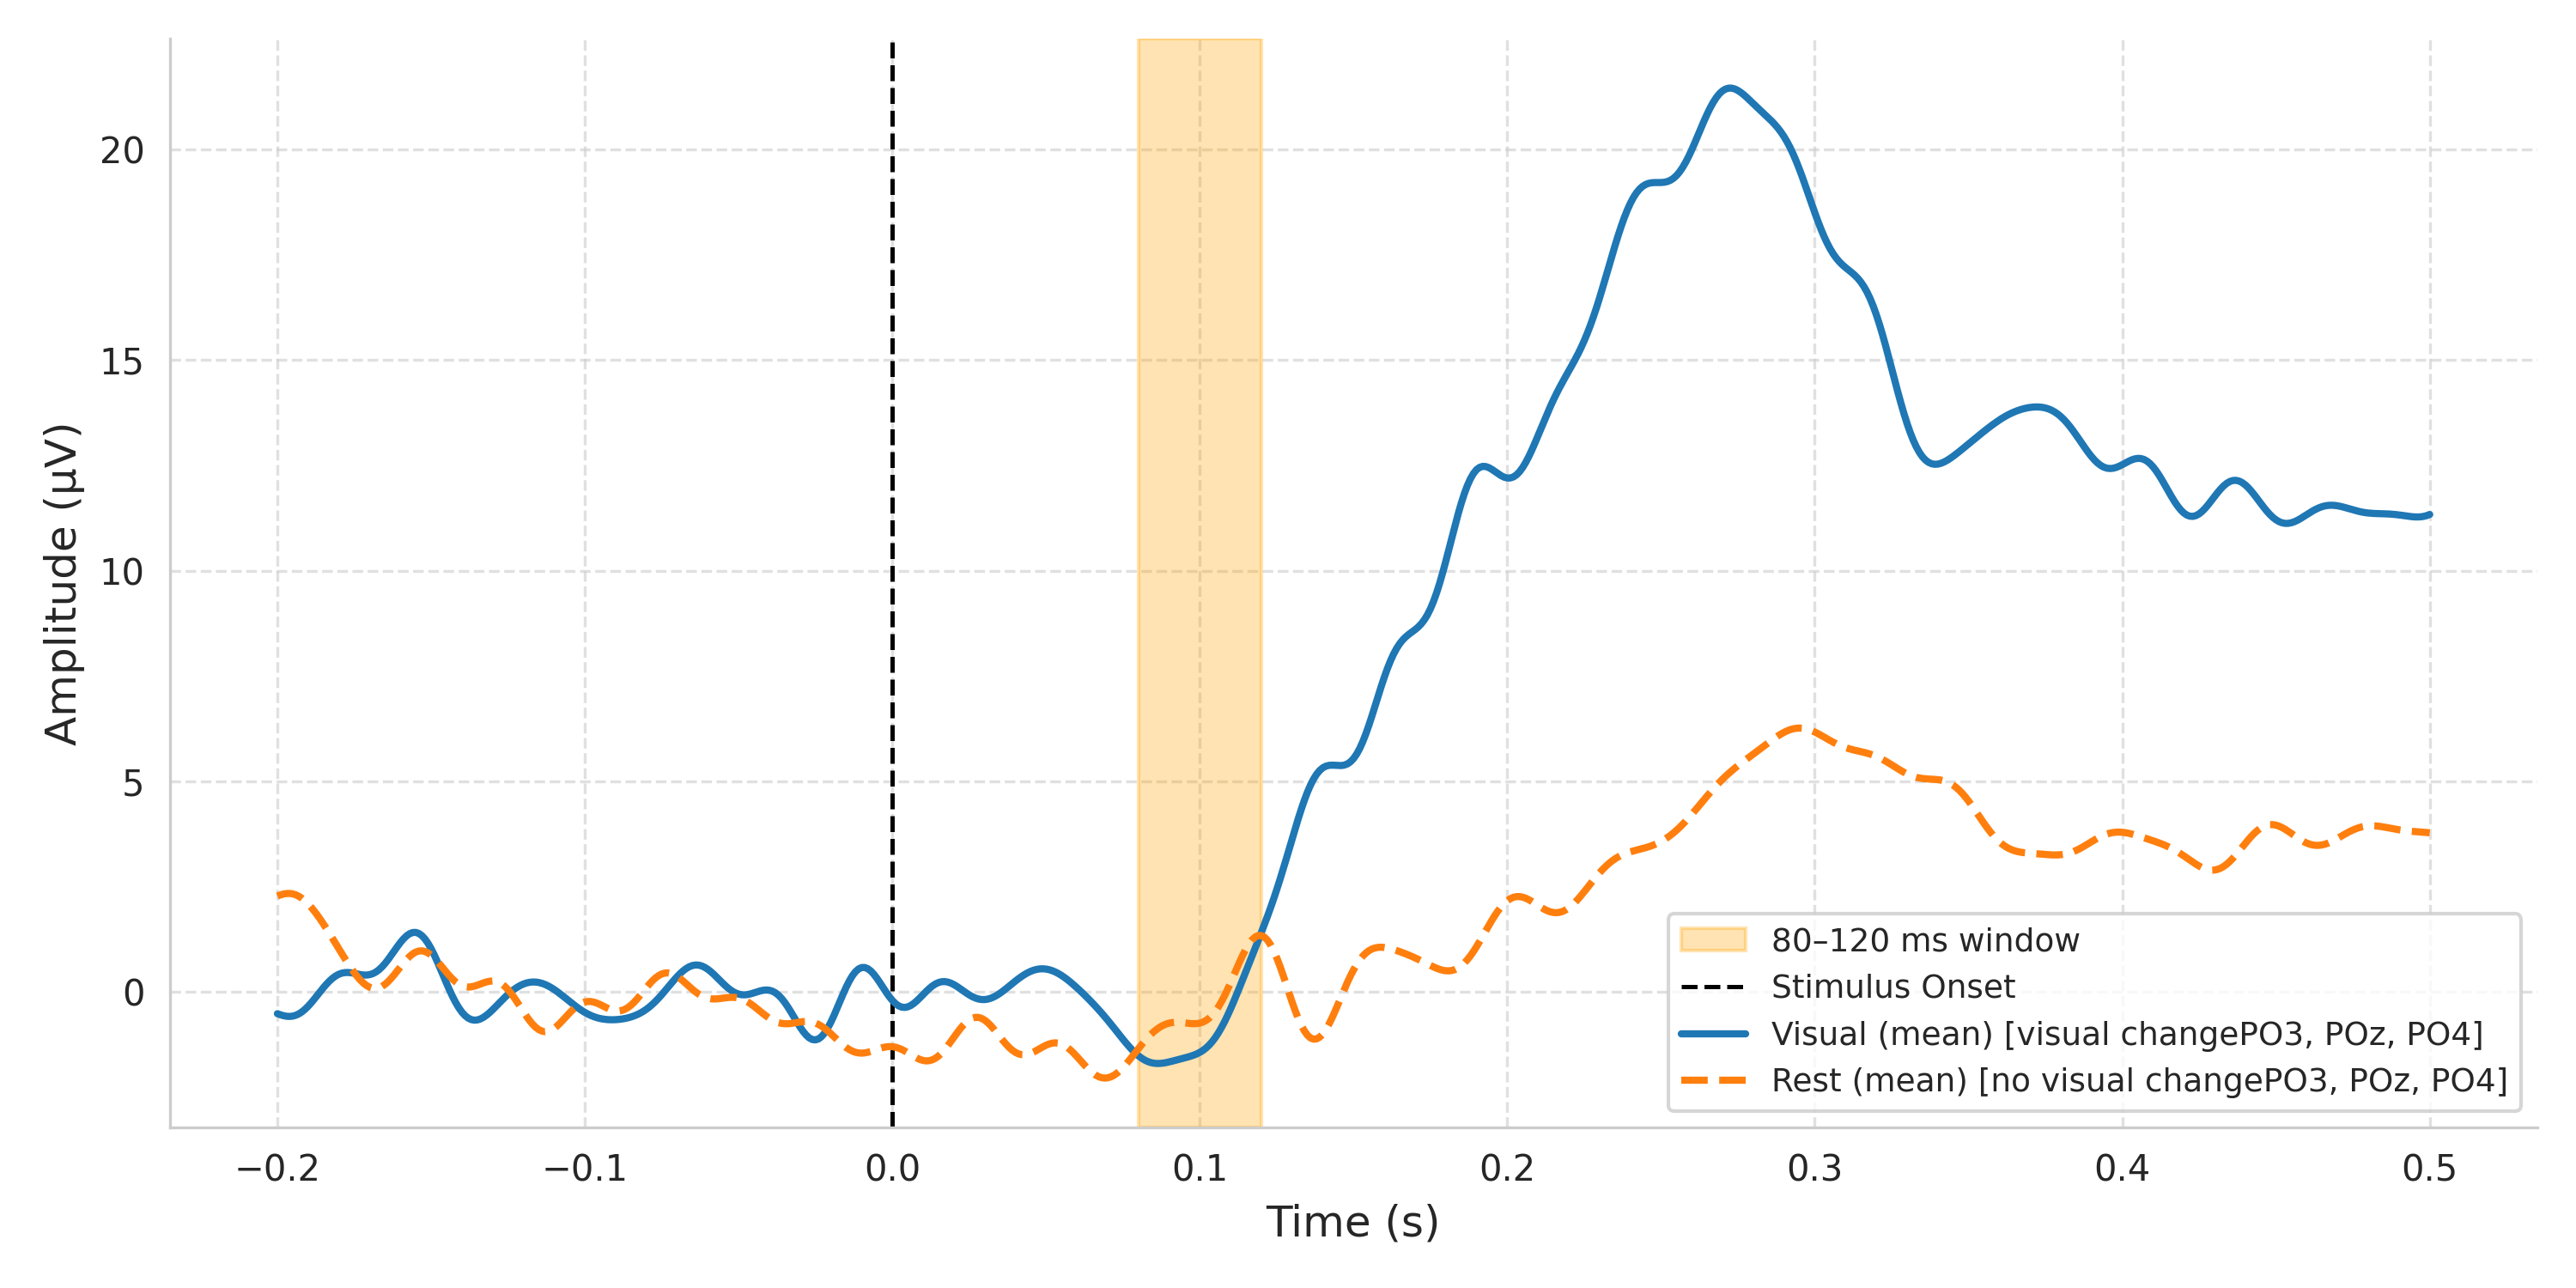 20
15
10
5
0
Amplitude (µV)
−0.2
−0.1
0.0
0.1
0.2
0.3
0.4
0.5
Time (s)
80–120 ms window
Stimulus Onset
Visual (mean) [visual changePO3, POz, PO4]
Rest (mean) [no visual changePO3, POz, PO4]